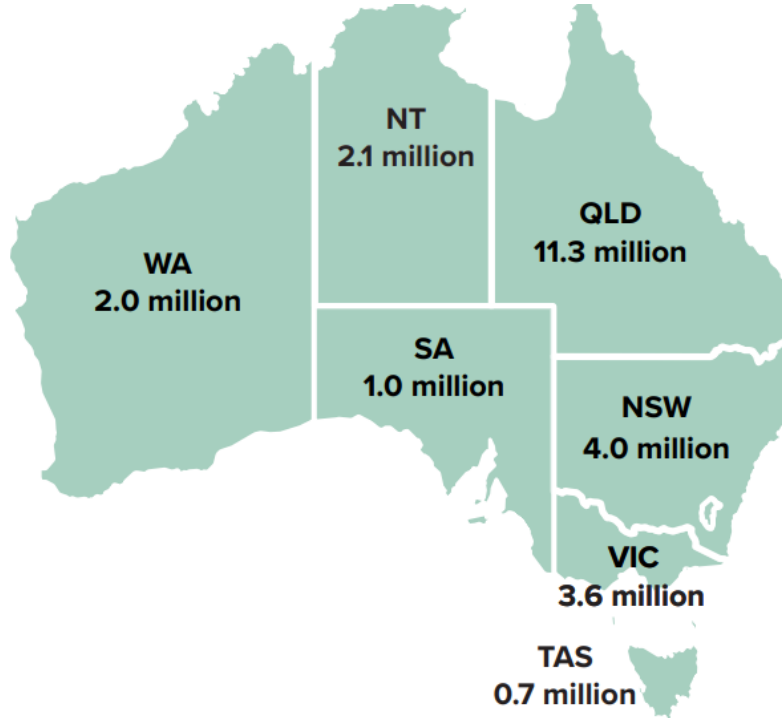 NT
2.1 million
QLD
11.3 million
WA
2.0 million
SA
1.0 million
NSW
4.0 million
VIC
3.6 million
TAS
0.7 million